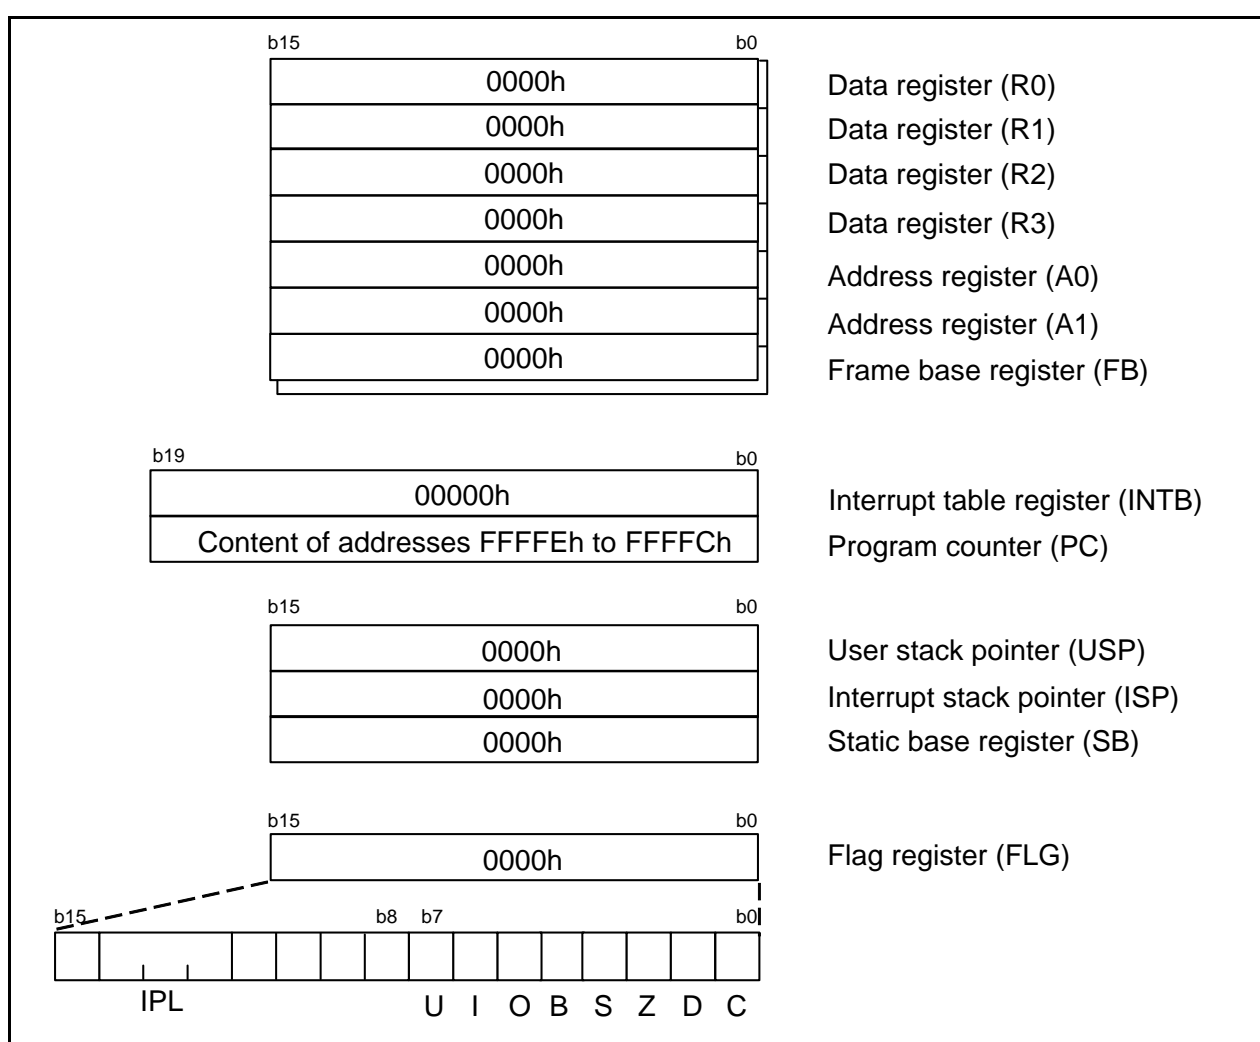 b15 b0
0000h Data register (R0)
0000h Data register (R1)
0000h Data register (R2)
0000h Data register (R3)
0000h Address register (A0)
0000h Address register (A1)
0000h Frame base register (FB)
b19 b0
00000h Interrupt table register (INTB)
Content of addresses FFFFEh to FFFFCh Program counter (PC)
b15 b0
0000h User stack pointer (USP)
0000h Interrupt stack pointer (ISP)
0000h Static base register (SB)
b15 b0
0000h Flag register (FLG)
b15 b8 b7 b0
IPL U I O B S Z D C